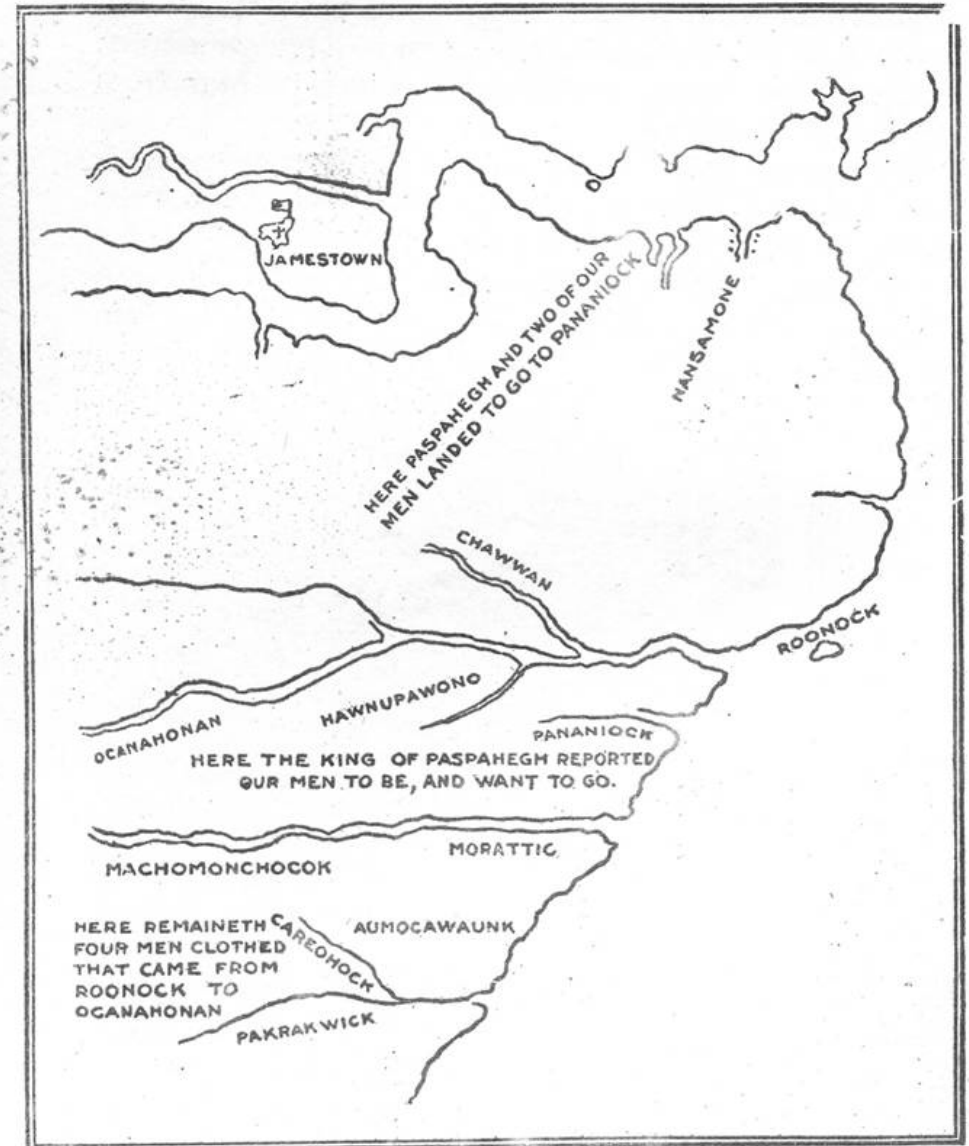 JAMESTOWN
HERE PASPAHEGH AND TWO OF OUR
MEN LANDED TO GO TO PANANIOCK
NANSAMONE
CHAWWAN
ROONOCK
OCANAHONAN
HAWNUPAWONO
PANANIOCK
HERE THE KING OF PASPAHEGH REPORTED
OUR MEN TO BE, AND WANT TO GO.
MORATTIC
MACHOMONCHOCOK
HERE REMAINETH
FOUR MEN CLOTHED
THAT CAME FROM
ROONOCK TO
OCANAHONAN
CAREOHOCK
AUMOCAWAUNK
PAKRAKWICK